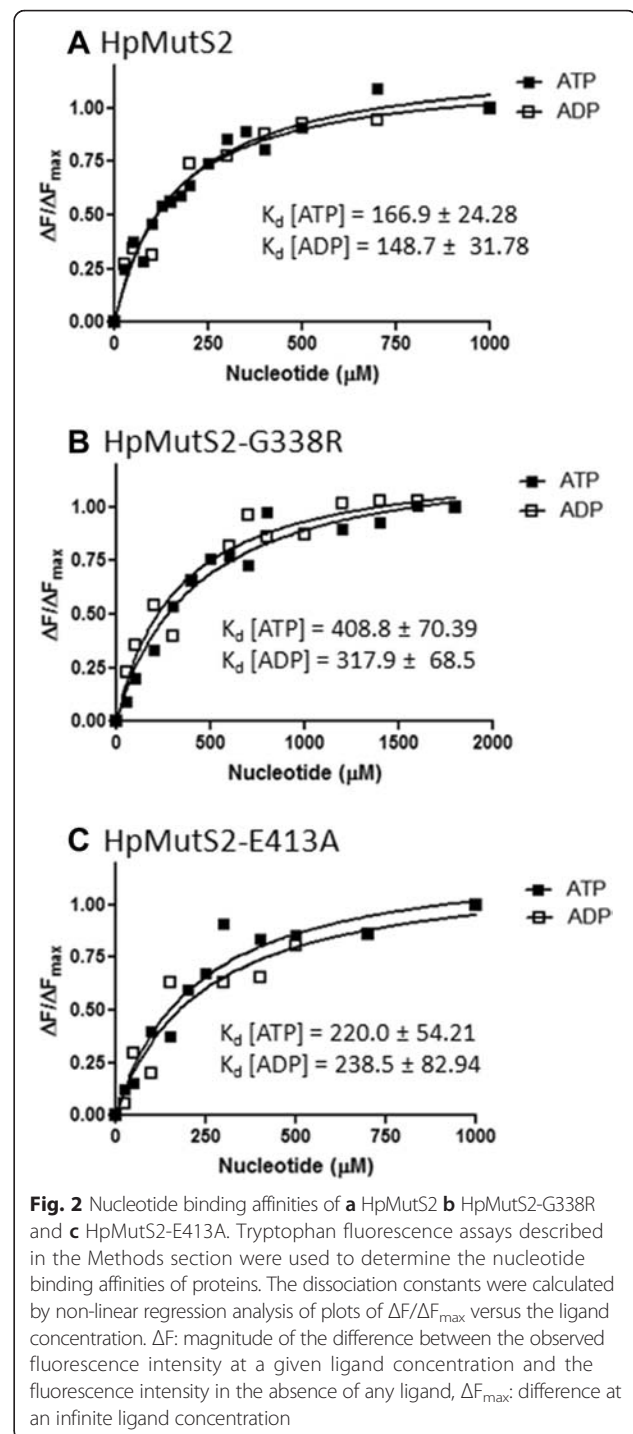 A HpMutS2
ATP
ADP
1.00
0.75
0.50
0.25
0.00
ΔF/ΔFmax
Kd [ATP] = 166.9 ± 24.28
Kd [ADP] = 148.7 ± 31.78
0 250 500 750 1000
Nucleotide (μM)
B HpMutS2-G338R
ATP
ADP
1.00
0.75
0.50
0.25
0.00
ΔF/ΔFmax
Kd [ATP] = 408.8 ± 70.39
Kd [ADP] = 317.9 ± 68.5
0 500 1000 1500 2000
Nucleotide (μM)
C HpMutS2-E413A
ATP
ADP
1.00
0.75
0.50
0.25
0.00
ΔF/ΔFmax
Kd [ATP] = 220.0 ± 54.21
Kd [ADP] = 238.5 ± 82.94
0 250 500 750 1000
Nucleotide (μM)
Fig. 2 Nucleotide binding affinities of a HpMutS2 b HpMutS2-G338R
and c HpMutS2-E413A. Tryptophan fluorescence assays described
in the Methods section were used to determine the nucleotide
binding affinities of proteins. The dissociation constants were calculated
by non-linear regression analysis of plots of ΔF/ΔFmax versus the ligand
concentration. ΔF: magnitude of the difference between the observed
fluorescence intensity at a given ligand concentration and the
fluorescence intensity in the absence of any ligand, ΔFmax: difference at
an infinite ligand concentration